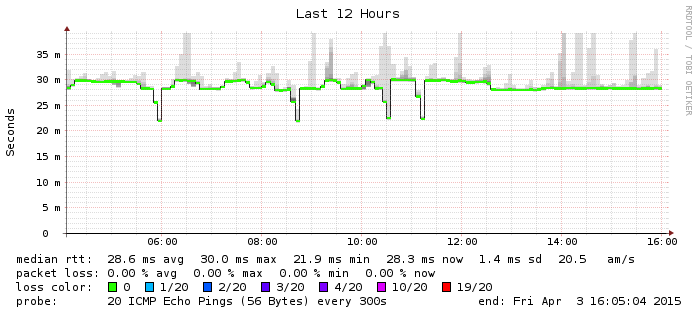 Last 12 Hours
RRDTOOL / TOBI OETIKER
Seconds
35 m
30 m
25 m
20 m
15 m
10 m
5 m
0
06:00 08:00 10:00 12:00 14:00 16:00
median rtt: 28.6 ms avg 30.0 ms max 21.9 ms min 28.3 ms now 1.4 ms sd 20.5 am/s
packet loss: 0.00 % avg 0.00 % max 0.00 % min 0.00 % now
loss color: 0 1/20 2/20 3/20 4/20 10/20 19/20
probe: 20 ICMP Echo Pings (56 Bytes) every 300s end: Fri Apr 3 16:05:04 2015